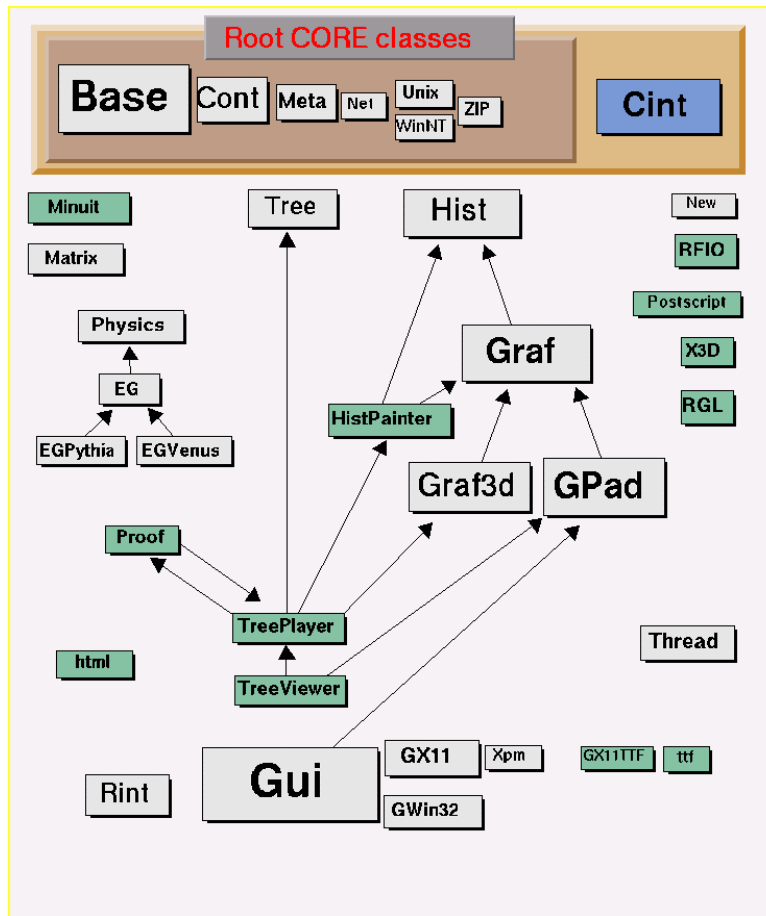 Root CORE classes
Base
Cont
Meta
Net
Unix
WinNT
ZIP
Cint
Minuit
Tree
Hist
New
Matrix
RFIO
Physics
Postscript
Graf
X3D
EG
HistPainter
RGL
EGPythia
EGVenus
Graf3d
GPad
Proof
TreePlayer
Thread
html
TreeViewer
Gui
GX11
Xpm
GX11TTF
ttf
Rint
GWin32